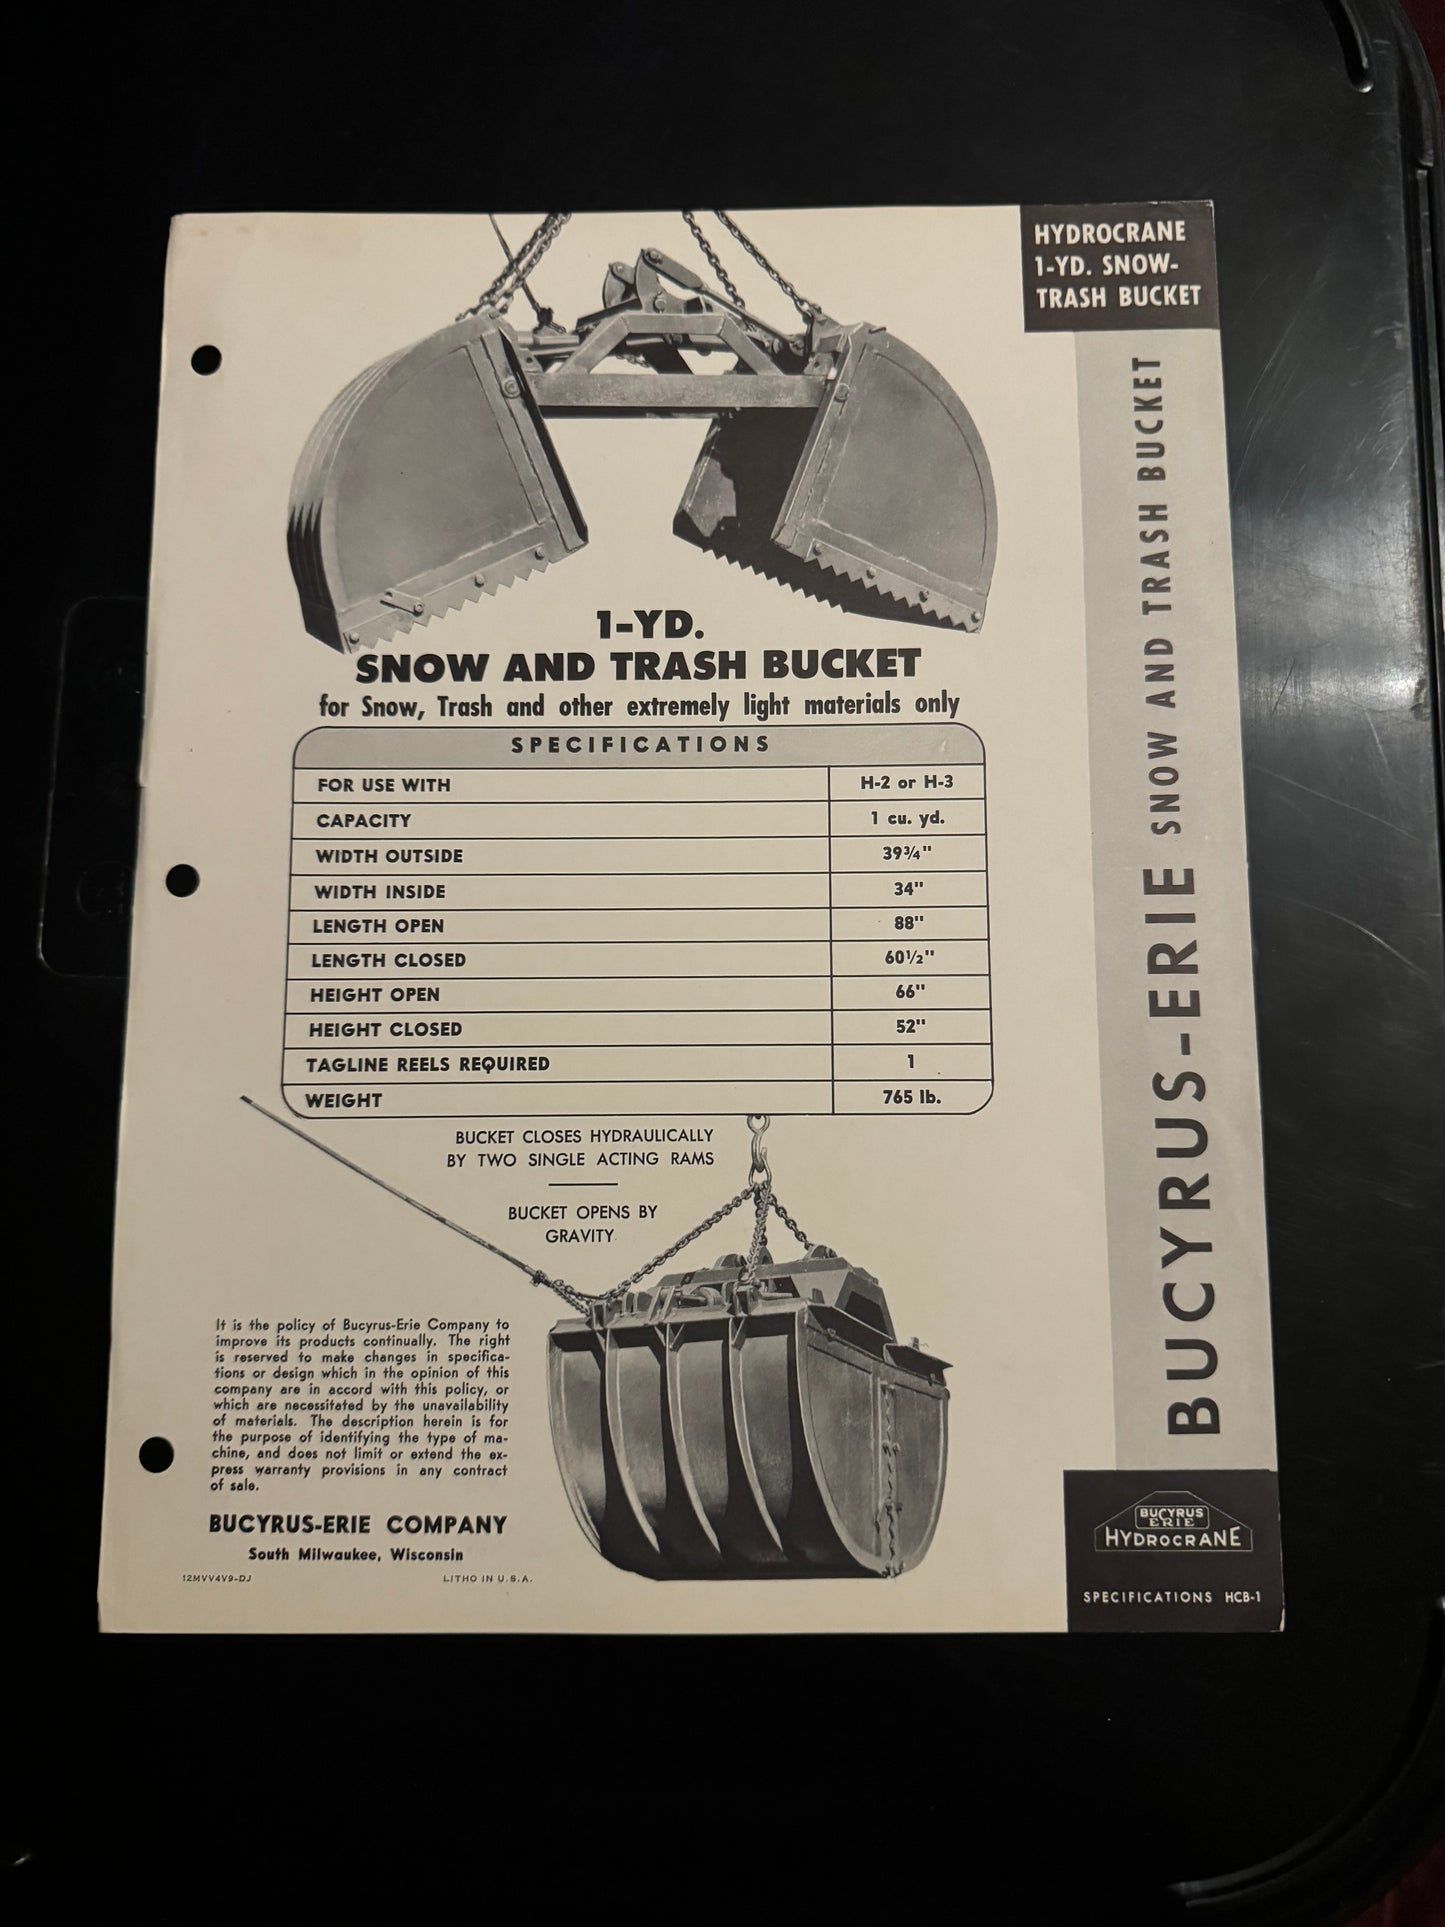 HYDROCRANE
1-YD. SNOW-
TRASH BUCKET
1-YD.
SNOW AND TRASH BUCKET
for Snow, Trash and other extremely light materials only
SPECIFICATIONS
FOR USE WITH H-2 or H-3
CAPACITY 1 cu. yd.
WIDTH OUTSIDE 39¾"
WIDTH INSIDE 34"
LENGTH OPEN 88"
LENGTH CLOSED 60½"
HEIGHT OPEN 66"
HEIGHT CLOSED 52"
TAGLINE REELS REQUIRED 1
WEIGHT 765 lb.
BUCKET CLOSES HYDRAULICALLY
BY TWO SINGLE ACTING RAMS
BUCKET OPENS BY
GRAVITY
It is the policy of Bucyrus-Erie Company to
improve its products continually. The right
is reserved to make changes in specifica-
tions or design which in the opinion of this
company are in accord with this policy, or
which are necessitated by the unavailability
of materials. The description herein is for
the purpose of identifying the type of ma-
chine, and does not limit or extend the ex-
press warranty provisions in any contract
of sale.
BUCYRUS-ERIE COMPANY
South Milwaukee, Wisconsin
12MVV4V9-DJ LITHO IN U.S.A.
BUCYRUS-ERIE SNOW AND TRASH BUCKET
BUCYRUS
ERIE
HYDROCRANE
SPECIFICATIONS HCB-1